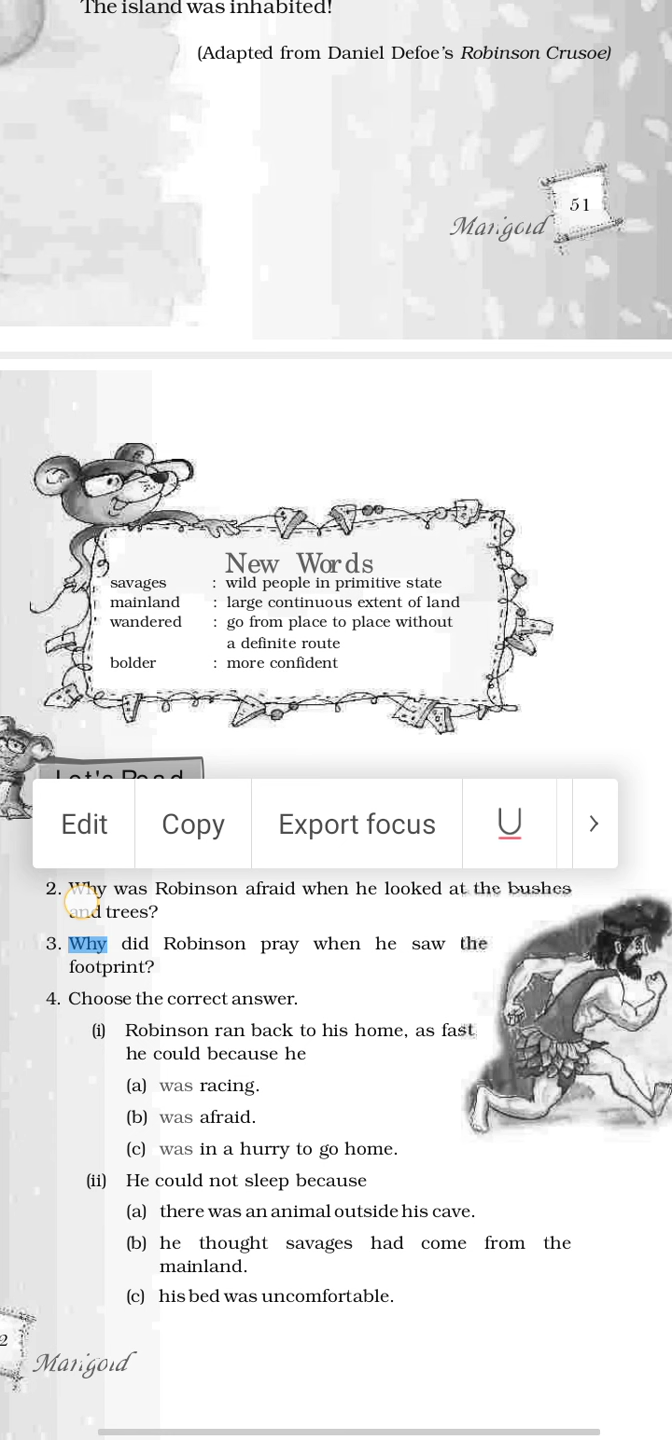 The island was inhabited!
(Adapted from Daniel Defoe's Robinson Crusoe)
51
Marigold
New Words
savages : wild people in primitive state
mainland : large continuous extent of land
wandered : go from place to place without
a definite route
bolder : more confident
Let's Read
Edit Copy Export focus U >
2. Why was Robinson afraid when he looked at the bushes
and trees?
3. Why did Robinson pray when he saw the
footprint?
4. Choose the correct answer.
(i) Robinson ran back to his home, as fast
he could because he
(a) was racing.
(b) was afraid.
(c) was in a hurry to go home.
(ii) He could not sleep because
(a) there was an animal outside his cave.
(b) he thought savages had come from the
mainland.
(c) his bed was uncomfortable.
2
Marigold